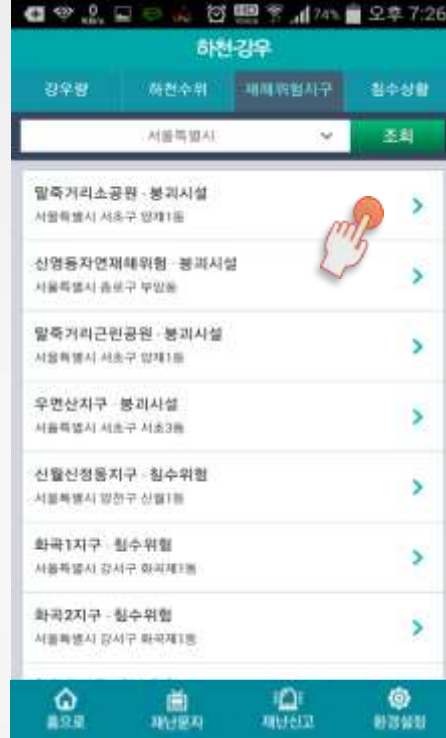 74% 오후 7:26
하천·강우
강우량 하천수위 재해위험지구 침수상황
서울특별시 조회
말죽거리소공원 - 붕괴시설
서울특별시 서초구 양재1동
신영동자연재해위험 - 붕괴시설
서울특별시 종로구 부암동
말죽거리근린공원 - 붕괴시설
서울특별시 서초구 양재1동
우면산지구 - 붕괴시설
서울특별시 서초구 서초3동
신월신정동지구 - 침수위험
서울특별시 양천구 신월1동
화곡1지구 - 침수위험
서울특별시 강서구 화곡제1동
화곡2지구 - 침수위험
서울특별시 강서구 화곡제1동
홈으로 재난문자 재난신고 환경설정